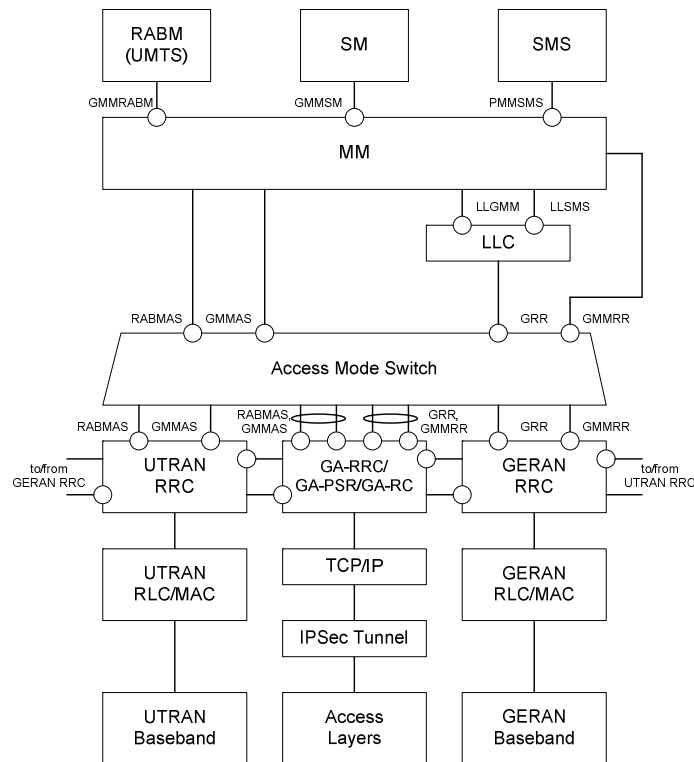 RABM
(UMTS)
SM
SMS
GMMRABM
GMMSM
PMMSMS
MM
LLGMM
LLSMS
LLC
RABMAS
GMMAS
GRR
GMMRR
Access Mode Switch
RABMAS
GMMAS
RABMAS,
GMMAS
GRR,
GMMRR
GRR
GMMRR
to/from
GERAN RRC
UTRAN
RRC
GA-RRC/
GA-PSR/GA-RC
GERAN
RRC
to/from
UTRAN RRC
UTRAN
RLC/MAC
TCP/IP
GERAN
RLC/MAC
IPSec Tunnel
UTRAN
Baseband
Access
Layers
GERAN
Baseband